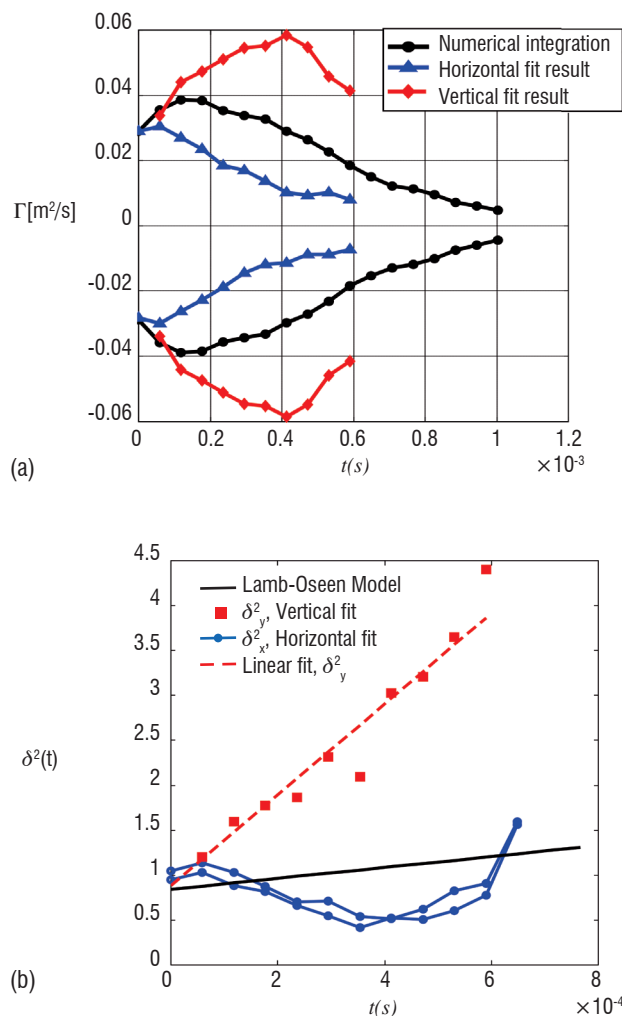 0.06
0.04
0.02
0
-0.02
-0.04
-0.06
Γ[m²/s]
Numerical integration
Horizontal fit result
Vertical fit result
0 0.2 0.4 0.6 0.8 1 1.2
t(s) ×10⁻³
(a)
4.5
4
3.5
3
2.5
2
1.5
1
0.5
0
δ²(t)
Lamb-Oseen Model
δ²y, Vertical fit
δ²x, Horizontal fit
Linear fit, δ²y
0 2 4 6 8
t(s) ×10⁻⁴
(b)